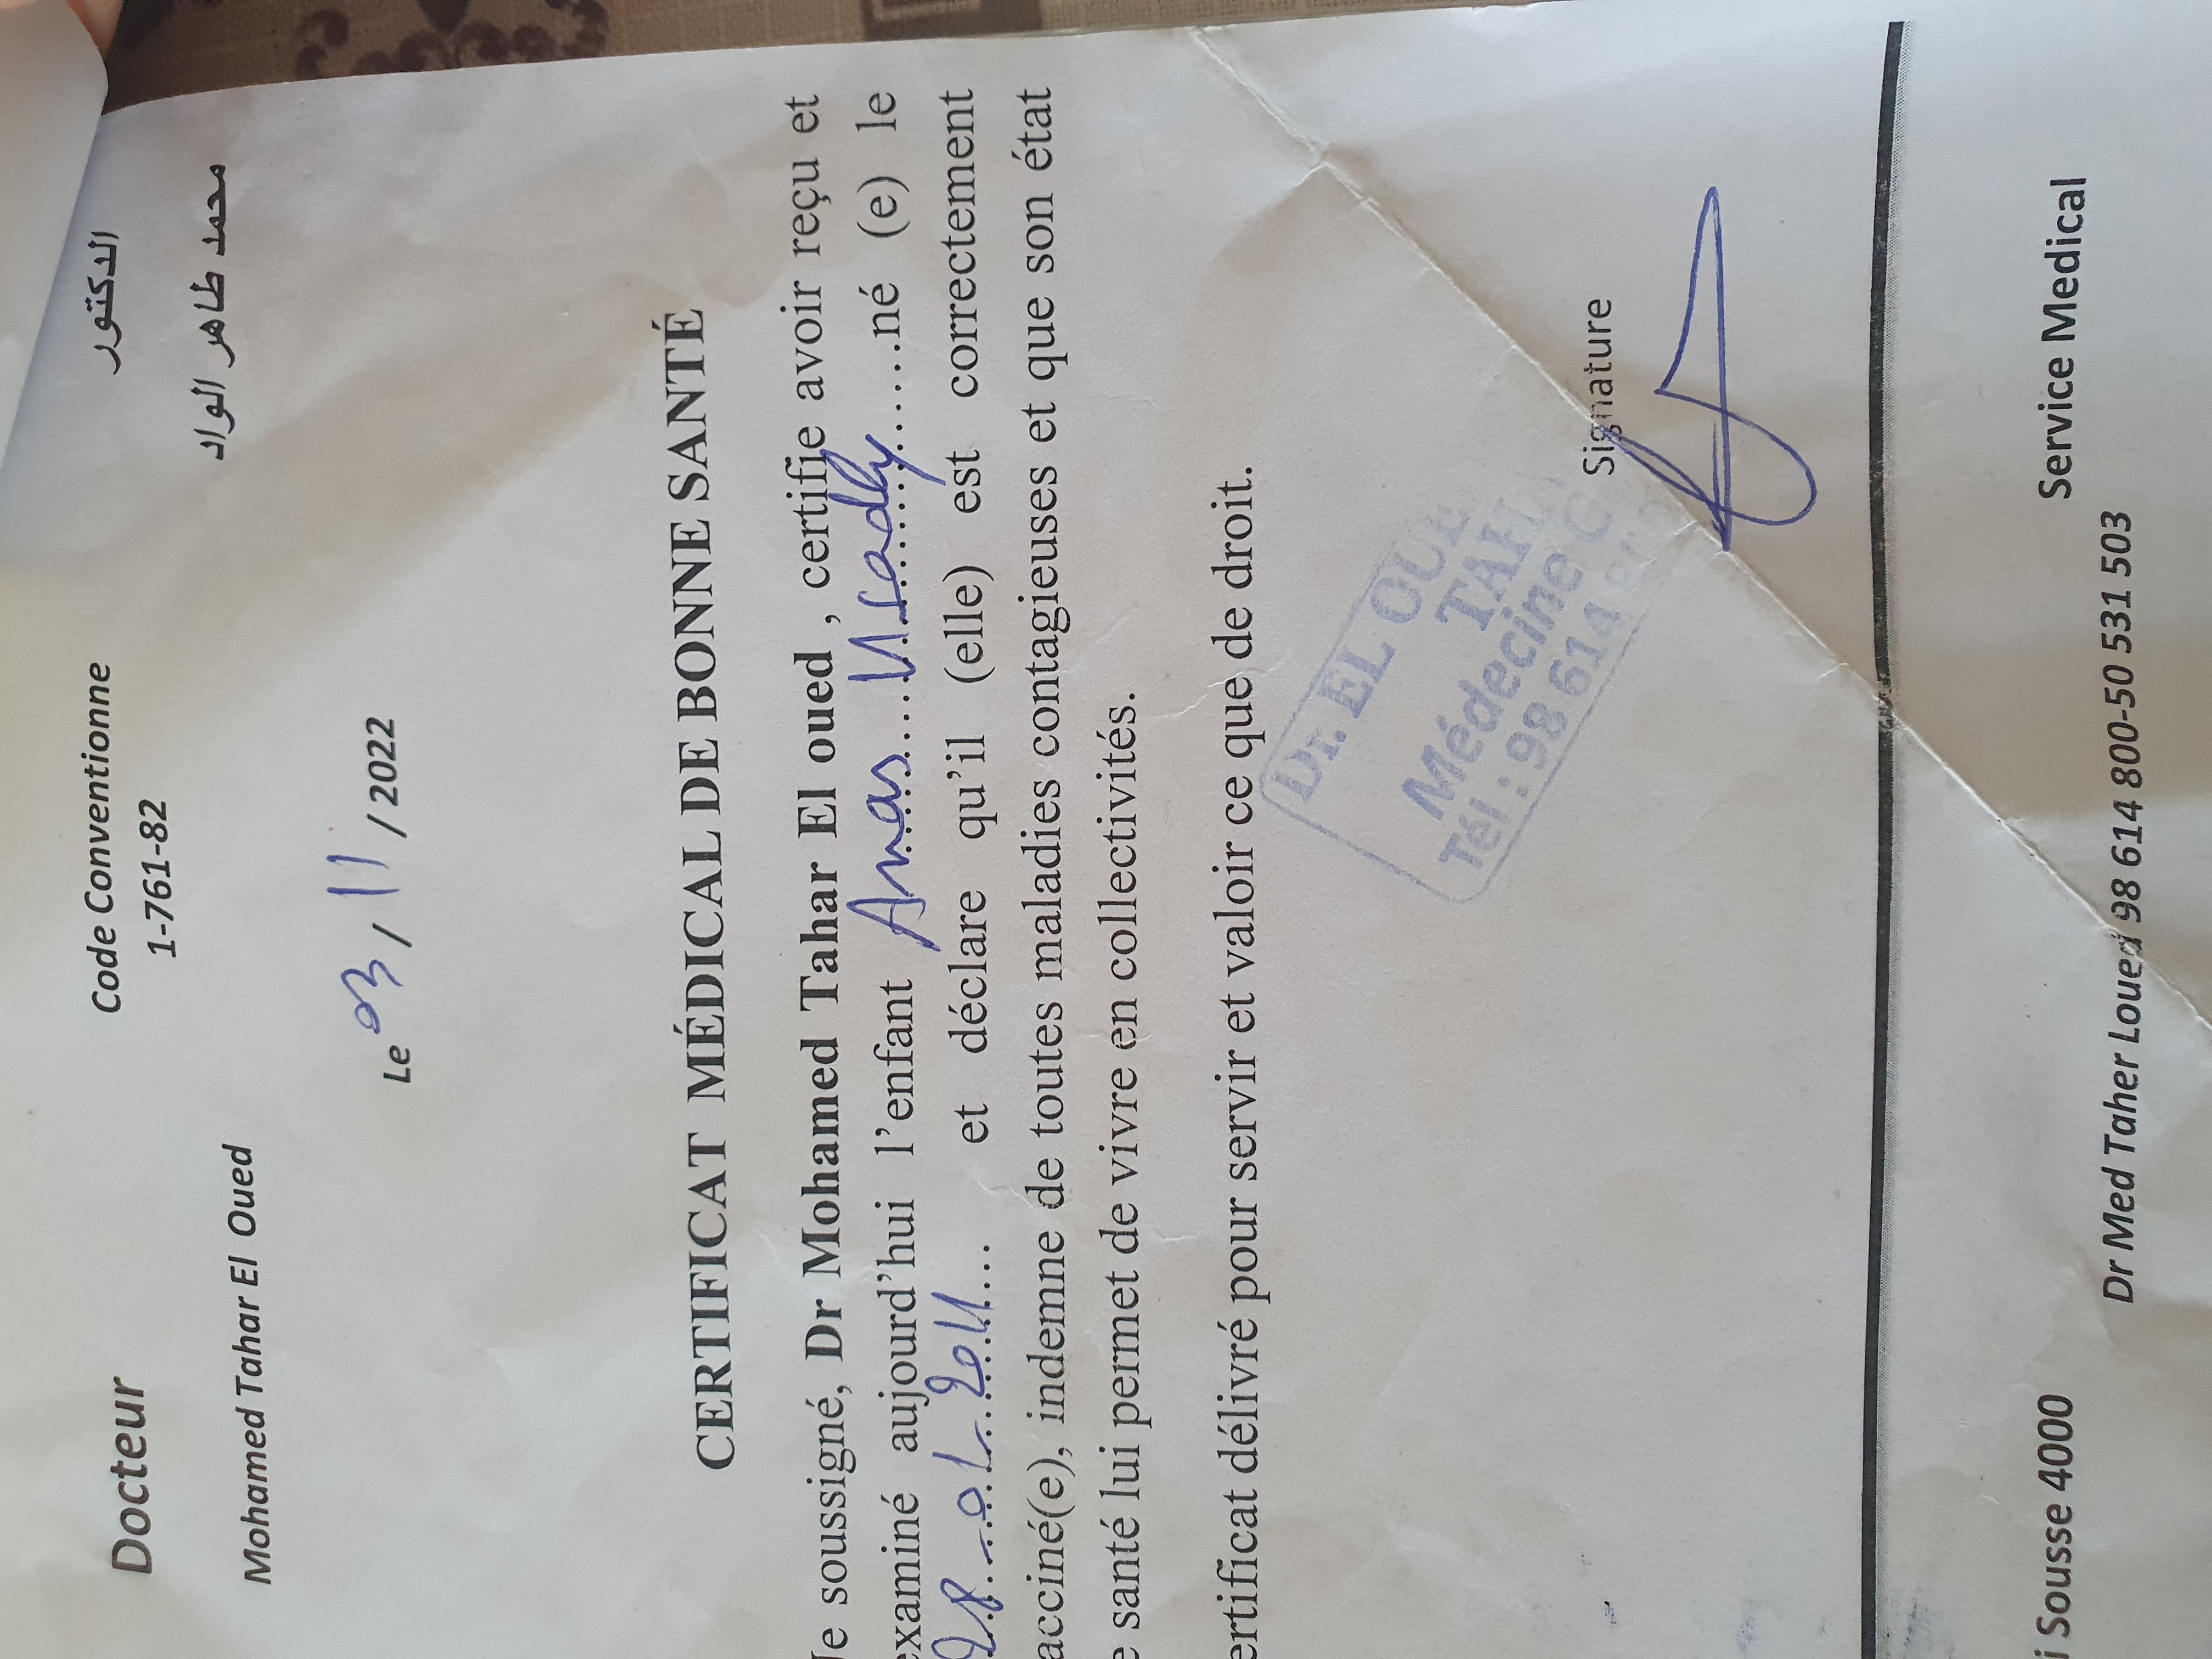 Docteur
Mohamed Tahar El Oued
Code Conventionne
1-761-82
الدكتور
محمد طاهر الواد
Le 03 / 11 / 2022
CERTIFICAT MÉDICAL DE BONNE SANTÉ
Je soussigné, Dr Mohamed Tahar El oued , certifie avoir reçu et
examiné aujourd'hui l'enfant Anas.... .......né (e) le
28....01....2011.... et déclare qu'il (elle) est correctement
acciné(e), indemne de toutes maladies contagieuses et que son état
e santé lui permet de vivre en collectivités.
ertificat délivré pour servir et valoir ce que de droit.
Dr. EL OUE
TAH
Médecine G
Tél : 98 614
Signature
i Sousse 4000
Service Medical
Dr Med Taher Loued 98 614 800-50 531 503